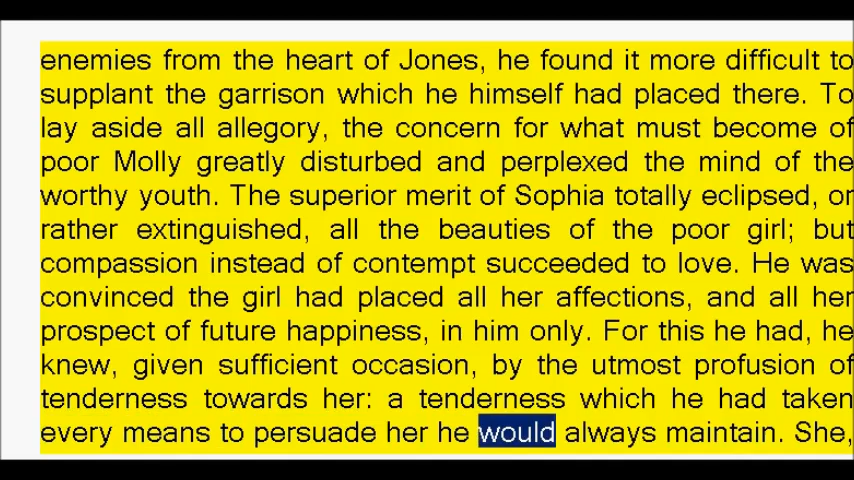 enemies from the heart of Jones, he found it more difficult to
supplant the garrison which he himself had placed there. To
lay aside all allegory, the concern for what must become of
poor Molly greatly disturbed and perplexed the mind of the
worthy youth. The superior merit of Sophia totally eclipsed, or
rather extinguished, all the beauties of the poor girl; but
compassion instead of contempt succeeded to love. He was
convinced the girl had placed all her affections, and all her
prospect of future happiness, in him only. For this he had, he
knew, given sufficient occasion, by the utmost profusion of
tenderness towards her: a tenderness which he had taken
every means to persuade her he would always maintain. She,